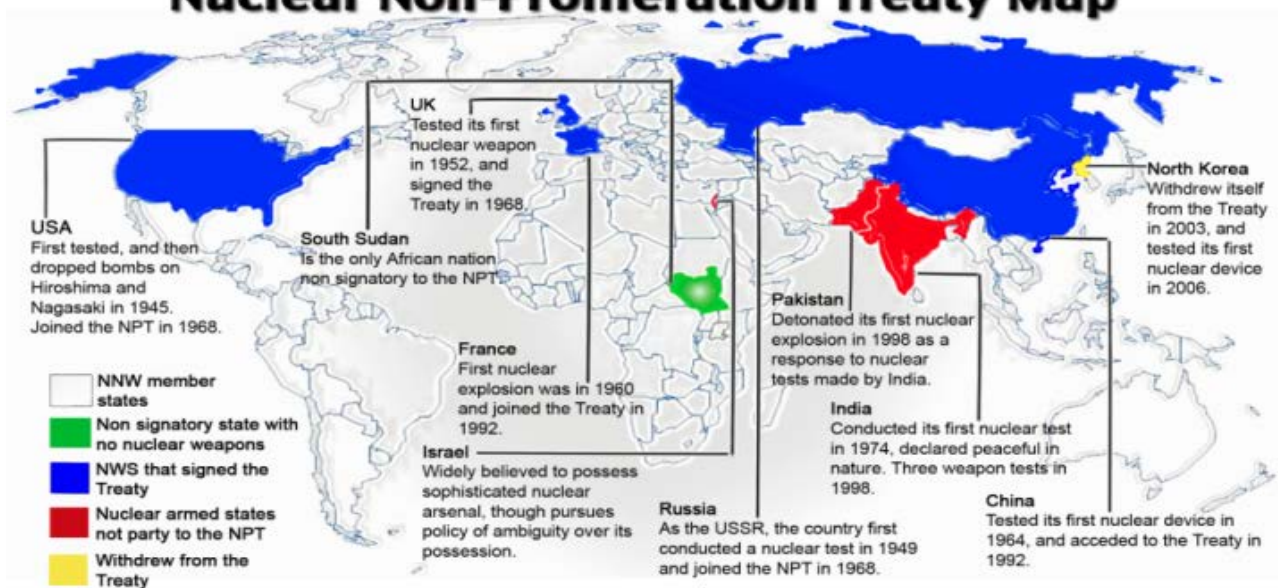 Nuclear Non-Proliferation Treaty Map
UK
Tested its first
nuclear weapon
in 1952, and
signed the
Treaty in 1968.
North Korea
Withdrew itself
from the Treaty
in 2003, and
tested its first
nuclear device
in 2006.
USA
First tested, and then
dropped bombs on
Hiroshima and
Nagasaki in 1945.
Joined the NPT in 1968.
South Sudan
Is the only African nation
non signatory to the NPT.
Pakistan
Detonated its first nuclear
explosion in 1998 as a
response to nuclear
tests made by India.
France
First nuclear
explosion was in 1960
and joined the Treaty in
1992.
India
Conducted its first nuclear test
in 1974, declared peaceful in
nature. Three weapon tests in
1998.
Israel
Widely believed to possess
sophisticated nuclear
arsenal, though pursues
policy of ambiguity over its
possession.
Russia
As the USSR, the country first
conducted a nuclear test in 1949
and joined the NPT in 1968.
China
Tested its first nuclear device in
1964, and acceded to the Treaty in
1992.
NNW member
states
Non signatory state with
no nuclear weapons
NWS that signed the
Treaty
Nuclear armed states
not party to the NPT
Withdrew from the
Treaty